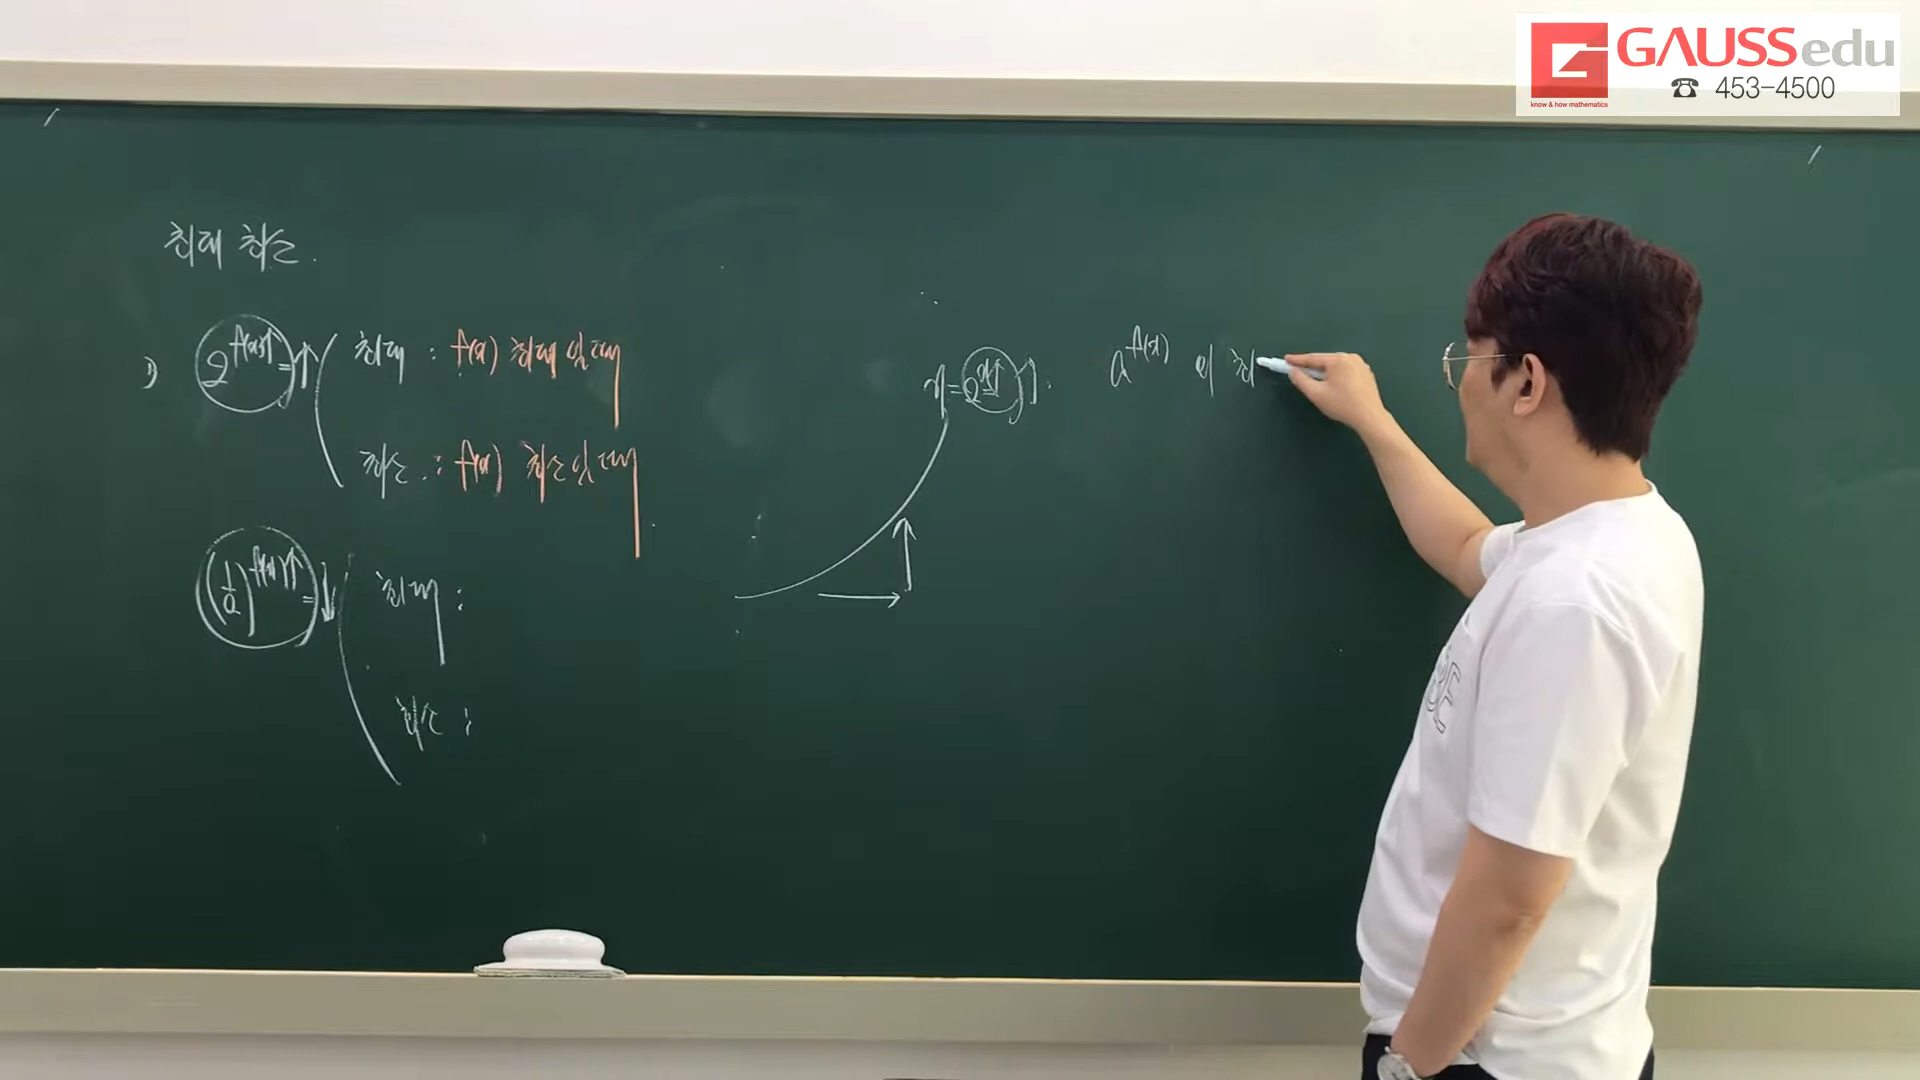 GAUSSedu
know & how mathematics
☎ 453-4500
최대 최소.
1) 2^f(x)↑ = ↑ 최대 : f(x) 최대일때
최소 : f(x) 최소일때
(1/2)^f(x)↑ = ↓ 최대 :
최소 :
y=2^x↑ ↑ :
a^f(x) 의 최